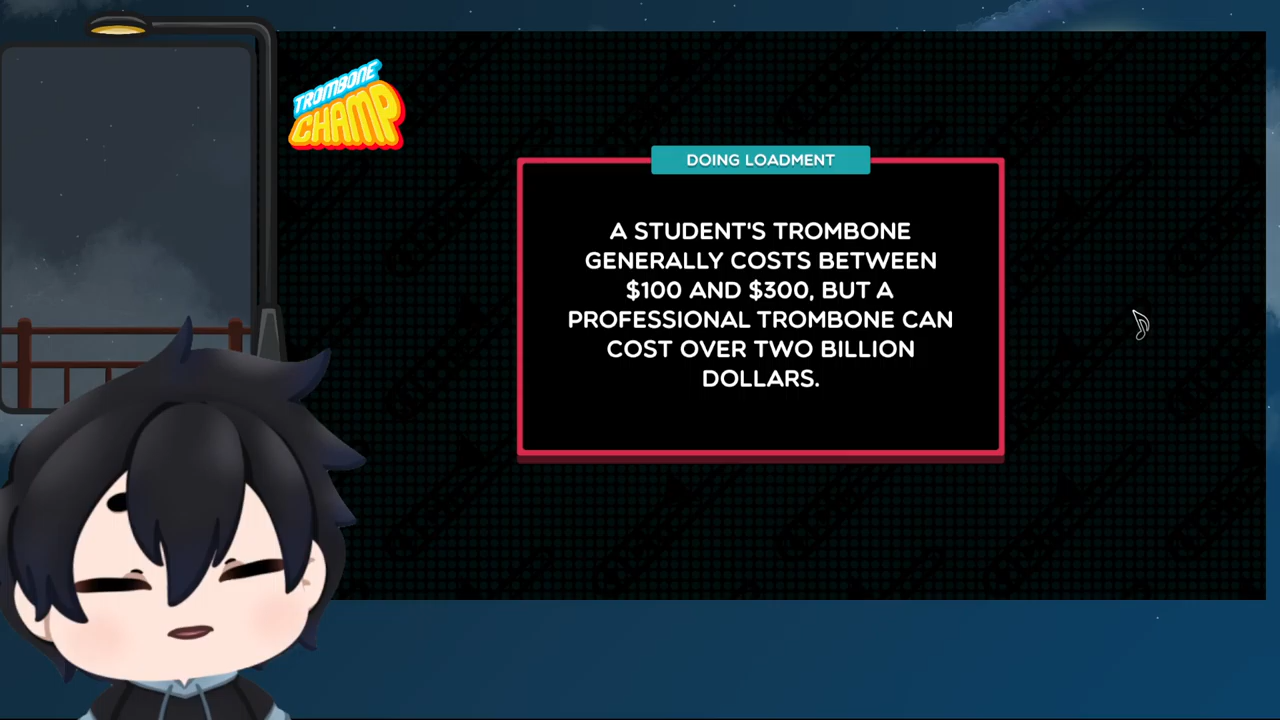 TROMBONE
CHAMP
DOING LOADMENT
A STUDENT'S TROMBONE
GENERALLY COSTS BETWEEN
$100 AND $300, BUT A
PROFESSIONAL TROMBONE CAN
COST OVER TWO BILLION
DOLLARS.